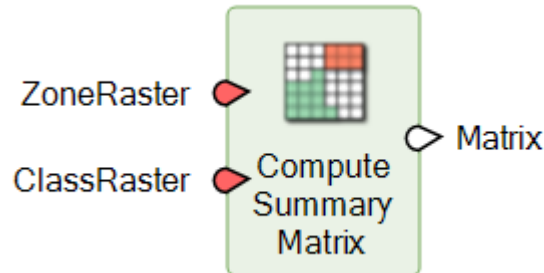 ZoneRaster
ClassRaster
Compute
Summary
Matrix
Matrix